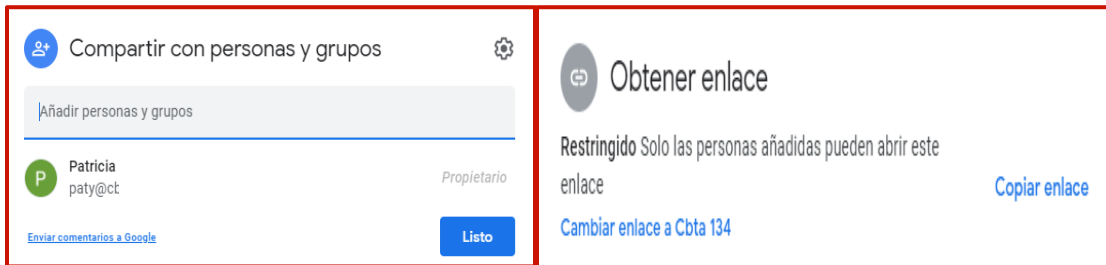 Compartir con personas y grupos
Añadir personas y grupos
P
Patricia
paty@cb
Propietario
Enviar comentarios a Google
Listo
Obtener enlace
Restringido Solo las personas añadidas pueden abrir este
enlace
Copiar enlace
Cambiar enlace a Cbta 134